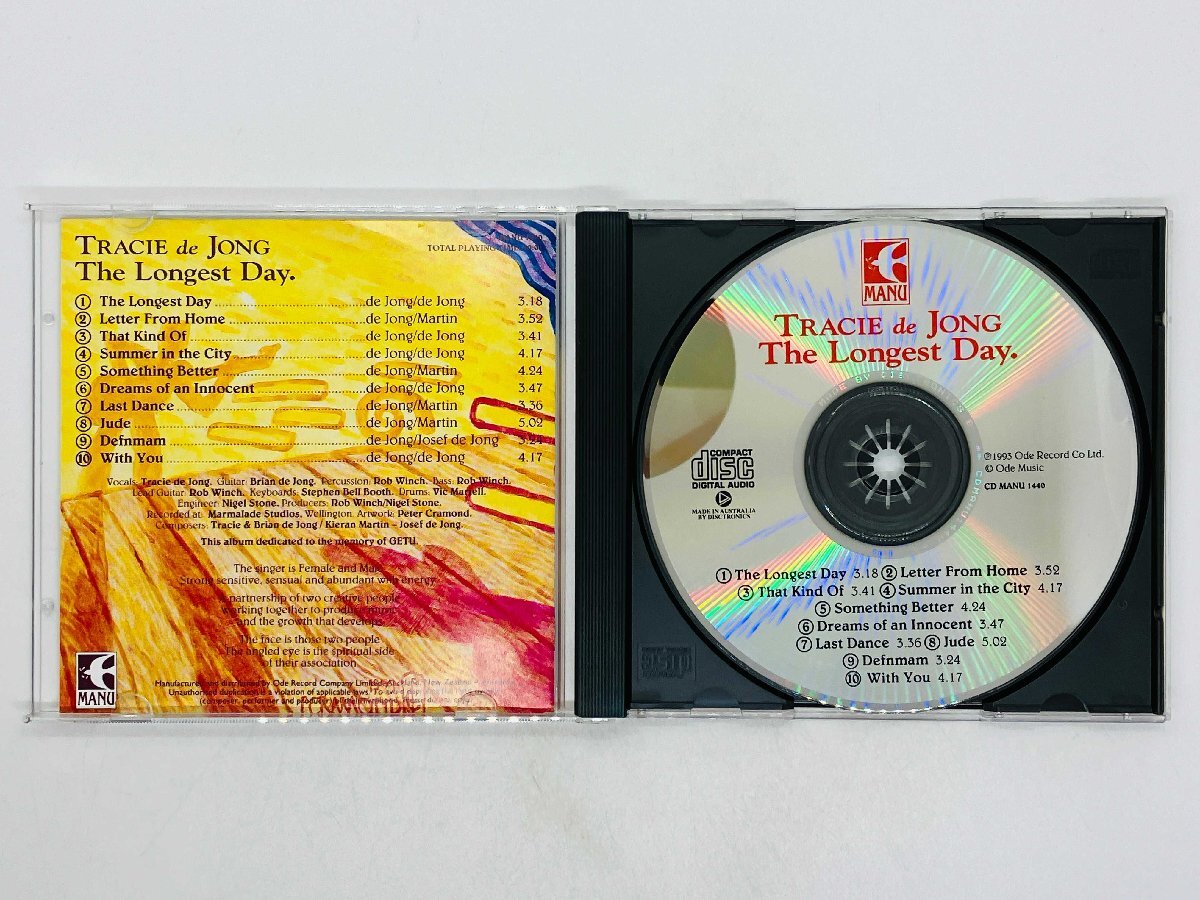 TRACIE de JONG
The Longest Day.
TOTAL PLAYING
1 The Longest Day de Jong/de Jong 3.18
2 Letter From Home de Jong/Martin 3.52
3 That Kind Of de Jong/de Jong 3.41
4 Summer in the City de Jong/de Jong 4.17
5 Something Better de Jong/Martin 4.24
6 Dreams of an Innocent de Jong/de Jong 3.47
7 Last Dance de Jong/Martin 3.36
8 Jude de Jong/Martin 5.02
9 Defnmam de Jong/Josef de Jong 3.24
10 With You de Jong/de Jong 4.17
Vocals: Tracie de Jong. Guitar: Brian de Jong. Percussion: Rob Winch. Bass: Rob Winch.
Lead Guitar: Rob Winch. Keyboards: Stephen Bell Booth. Drums: Vic
Engineer: Nigel Stone. Producers: Rob Winch/Nigel Stone.
Recorded at: Marmalade Studios, Wellington. Artwork: Peter Cramond.
Composers: Tracie & Brian de Jong / Kieran Martin – Josef de Jong.
This album dedicated to the memory of GETU.
The singer is Female and Male
Strong sensitive, sensual and abundant with energy
A partnership of two creative people
working together to produce music
and the growth that develops
The face is those two people
The angled eye is the spiritual side
of their association
MANU
Manufactured and distributed by Ode Record Company Limited, Auckland, New Zealand
Unauthorised duplication is a violation of applicable laws.
MANU
TRACIE de JONG
The Longest Day.
COMPACT
disc
DIGITAL AUDIO
MADE IN AUSTRALIA
BY DISCTRONICS
℗1993 Ode Record Co Ltd.
© Ode Music
CD MANU 1440
1 The Longest Day 3.18 2 Letter From Home 3.52
3 That Kind Of 3.41 4 Summer in the City 4.17
5 Something Better 4.24
6 Dreams of an Innocent 3.47
7 Last Dance 3.36 8 Jude 5.02
9 Defnmam 3.24
10 With You 4.17